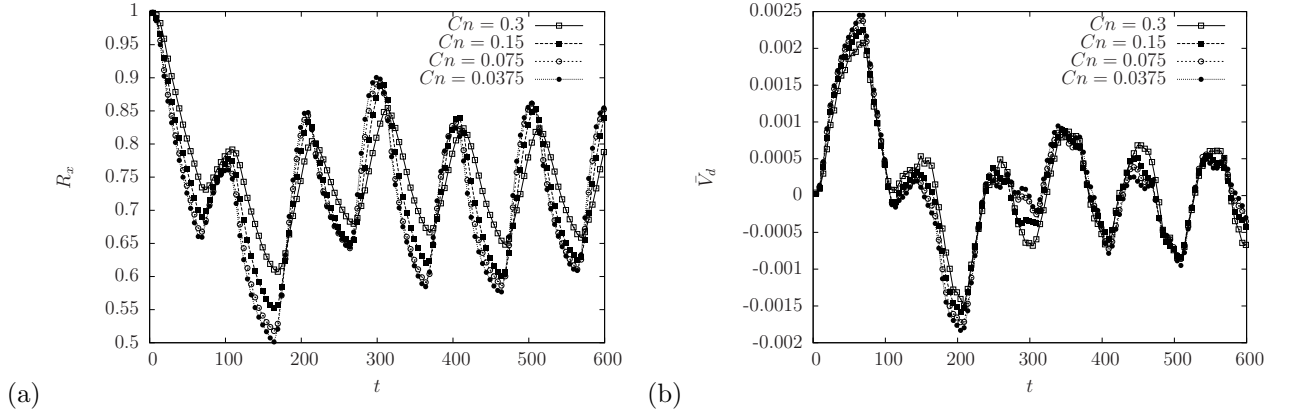 1
0.95
0.9
0.85
0.8
0.75
0.7
0.65
0.6
0.55
0.5
R_x
0 100 200 300 400 500 600
t
Cn = 0.3
Cn = 0.15
Cn = 0.075
Cn = 0.0375
(a)
0.0025
0.002
0.0015
0.001
0.0005
0
-0.0005
-0.001
-0.0015
-0.002
V̄_d
0 100 200 300 400 500 600
t
Cn = 0.3
Cn = 0.15
Cn = 0.075
Cn = 0.0375
(b)